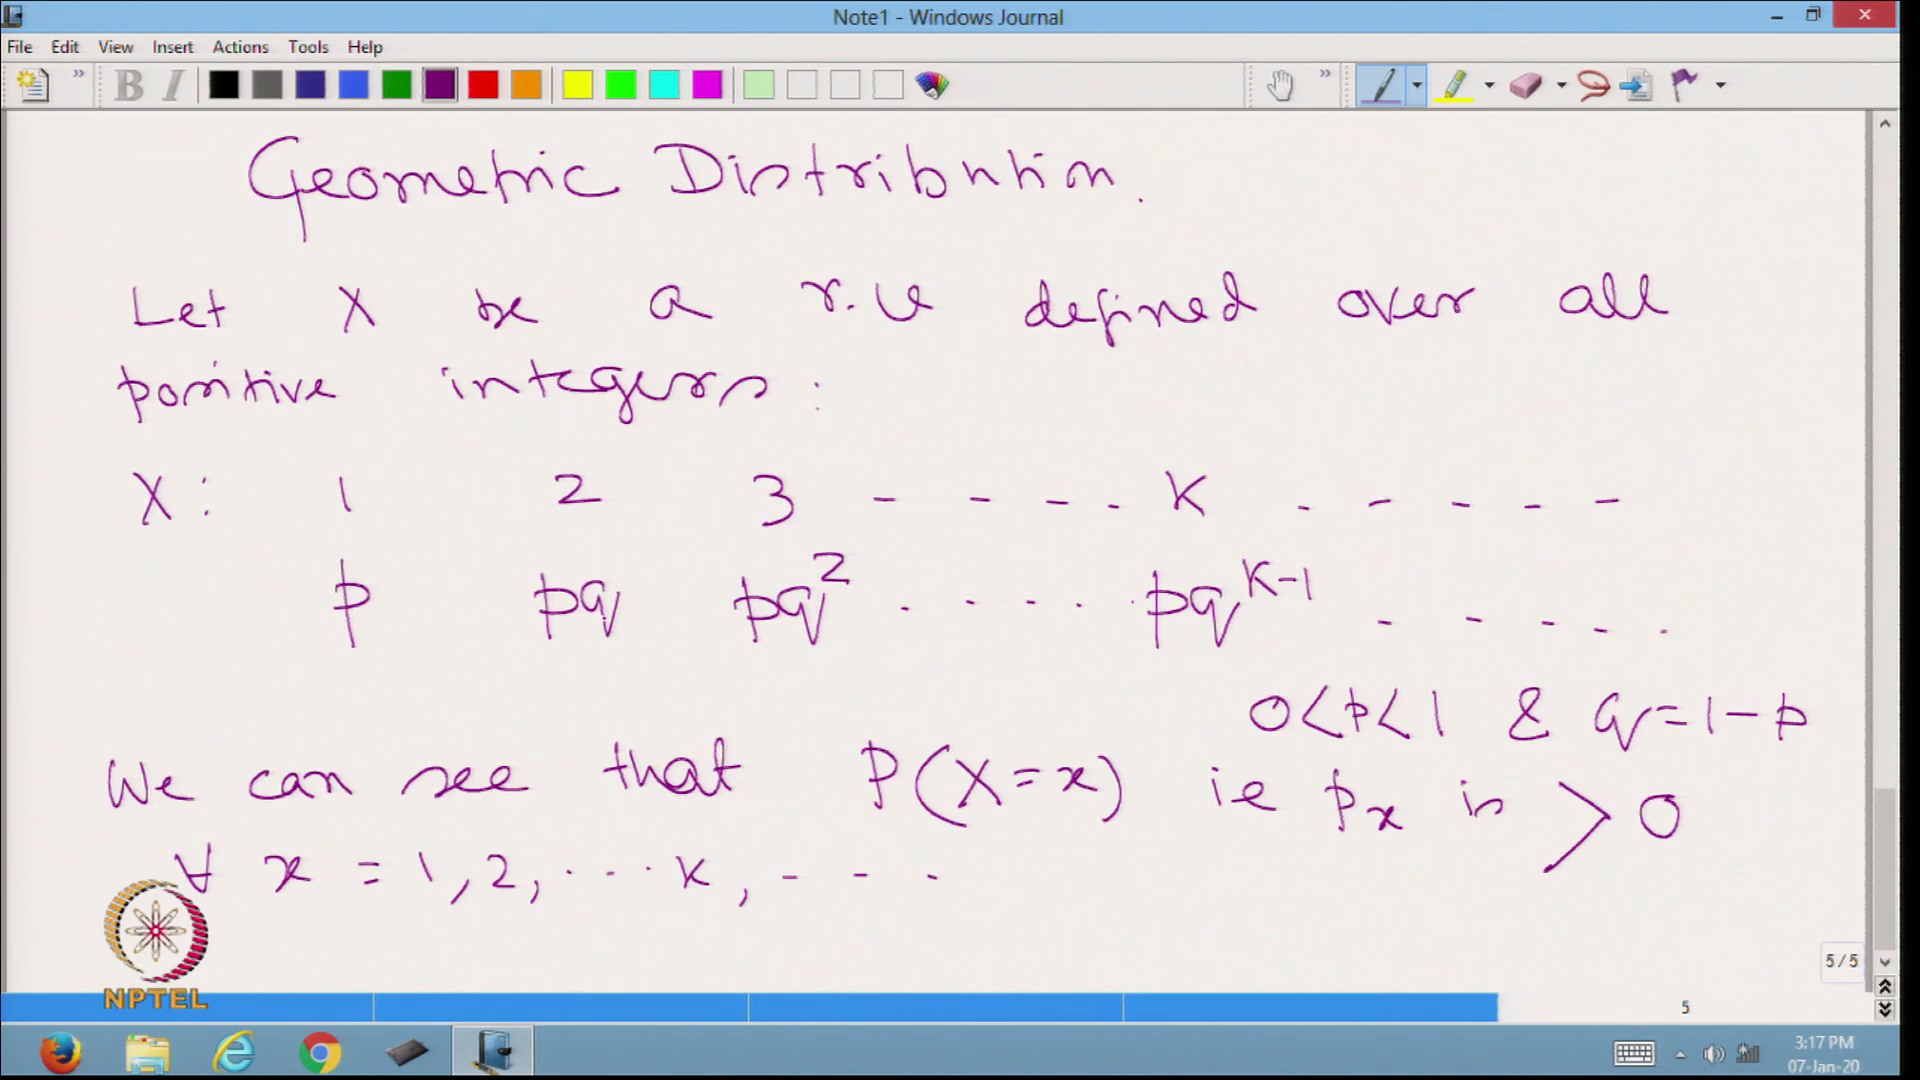 Note1 - Windows Journal
File Edit View Insert Actions Tools Help
B I
Geometric Distribution.
Let X be a r.v defined over all
positive integers :
X : 1 2 3 - - - - K - - - - -
p pq pq² - - - - pq^{K-1} - - - - -
0<p<1 & q=1-p
We can see that P(X=x) ie p_x is > 0
∀ x = 1, 2, ... K, - - -
NPTEL
5/5
5
3:17 PM
07-Jan-20